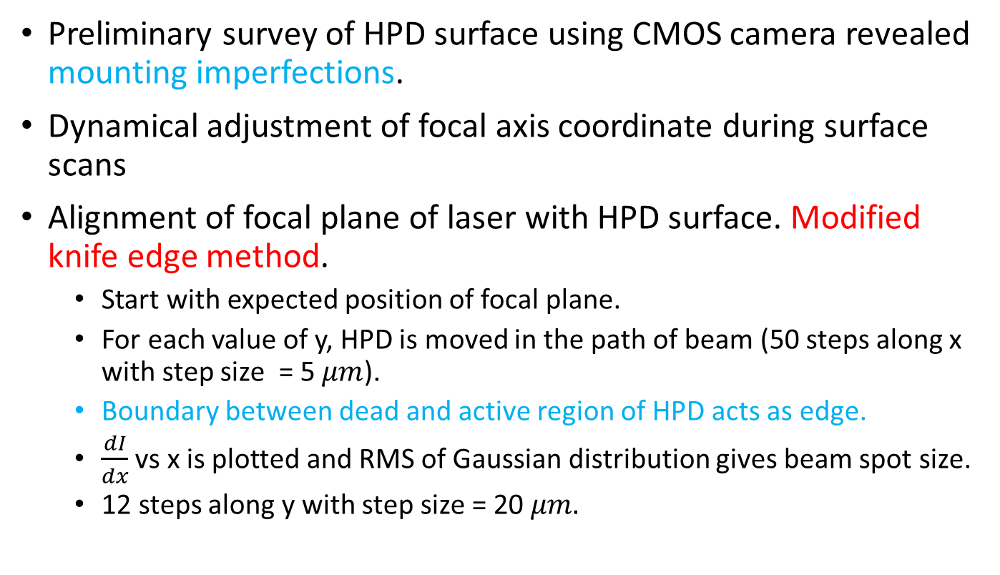 • Preliminary survey of HPD surface using CMOS camera revealed
mounting imperfections.
• Dynamical adjustment of focal axis coordinate during surface
scans
• Alignment of focal plane of laser with HPD surface. Modified
knife edge method.
• Start with expected position of focal plane.
• For each value of y, HPD is moved in the path of beam (50 steps along x
with step size = 5 μm).
• Boundary between dead and active region of HPD acts as edge.
• dI/dx vs x is plotted and RMS of Gaussian distribution gives beam spot size.
• 12 steps along y with step size = 20 μm.